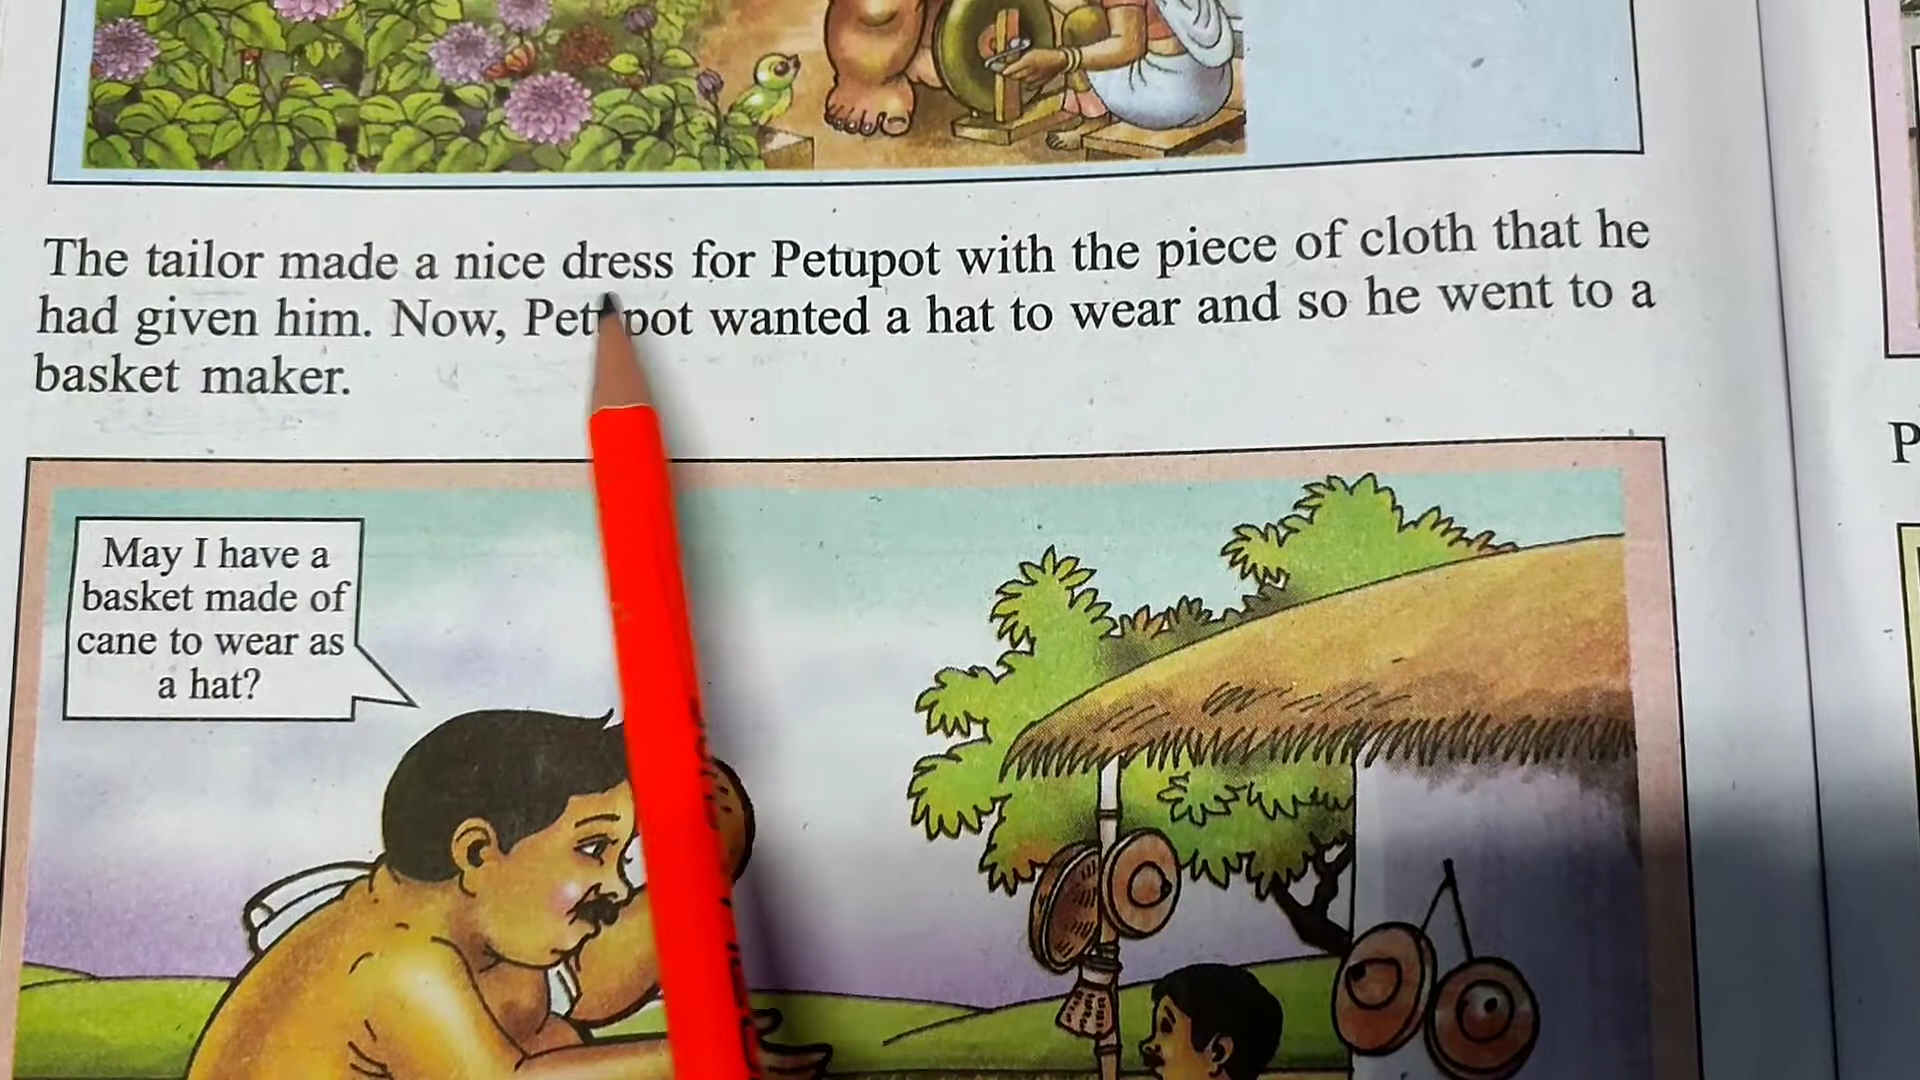 The tailor made a nice dress for Petupot with the piece of cloth that he
had given him. Now, Petupot wanted a hat to wear and so he went to a
basket maker.
May I have a
basket made of
cane to wear as
a hat?
P